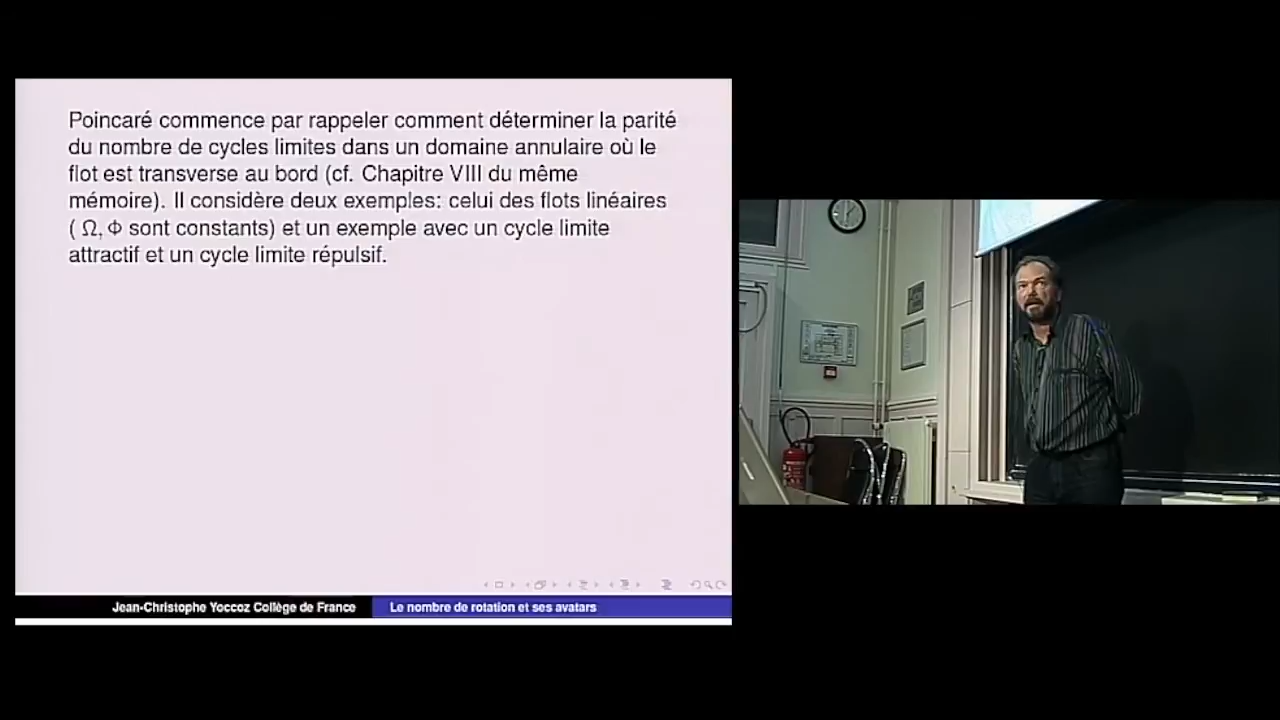 Poincaré commence par rappeler comment déterminer la parité
du nombre de cycles limites dans un domaine annulaire où le
flot est transverse au bord (cf. Chapitre VIII du même
mémoire). Il considère deux exemples: celui des flots linéaires
( Ω, Φ sont constants) et un exemple avec un cycle limite
attractif et un cycle limite répulsif.
Jean-Christophe Yoccoz Collège de France
Le nombre de rotation et ses avatars